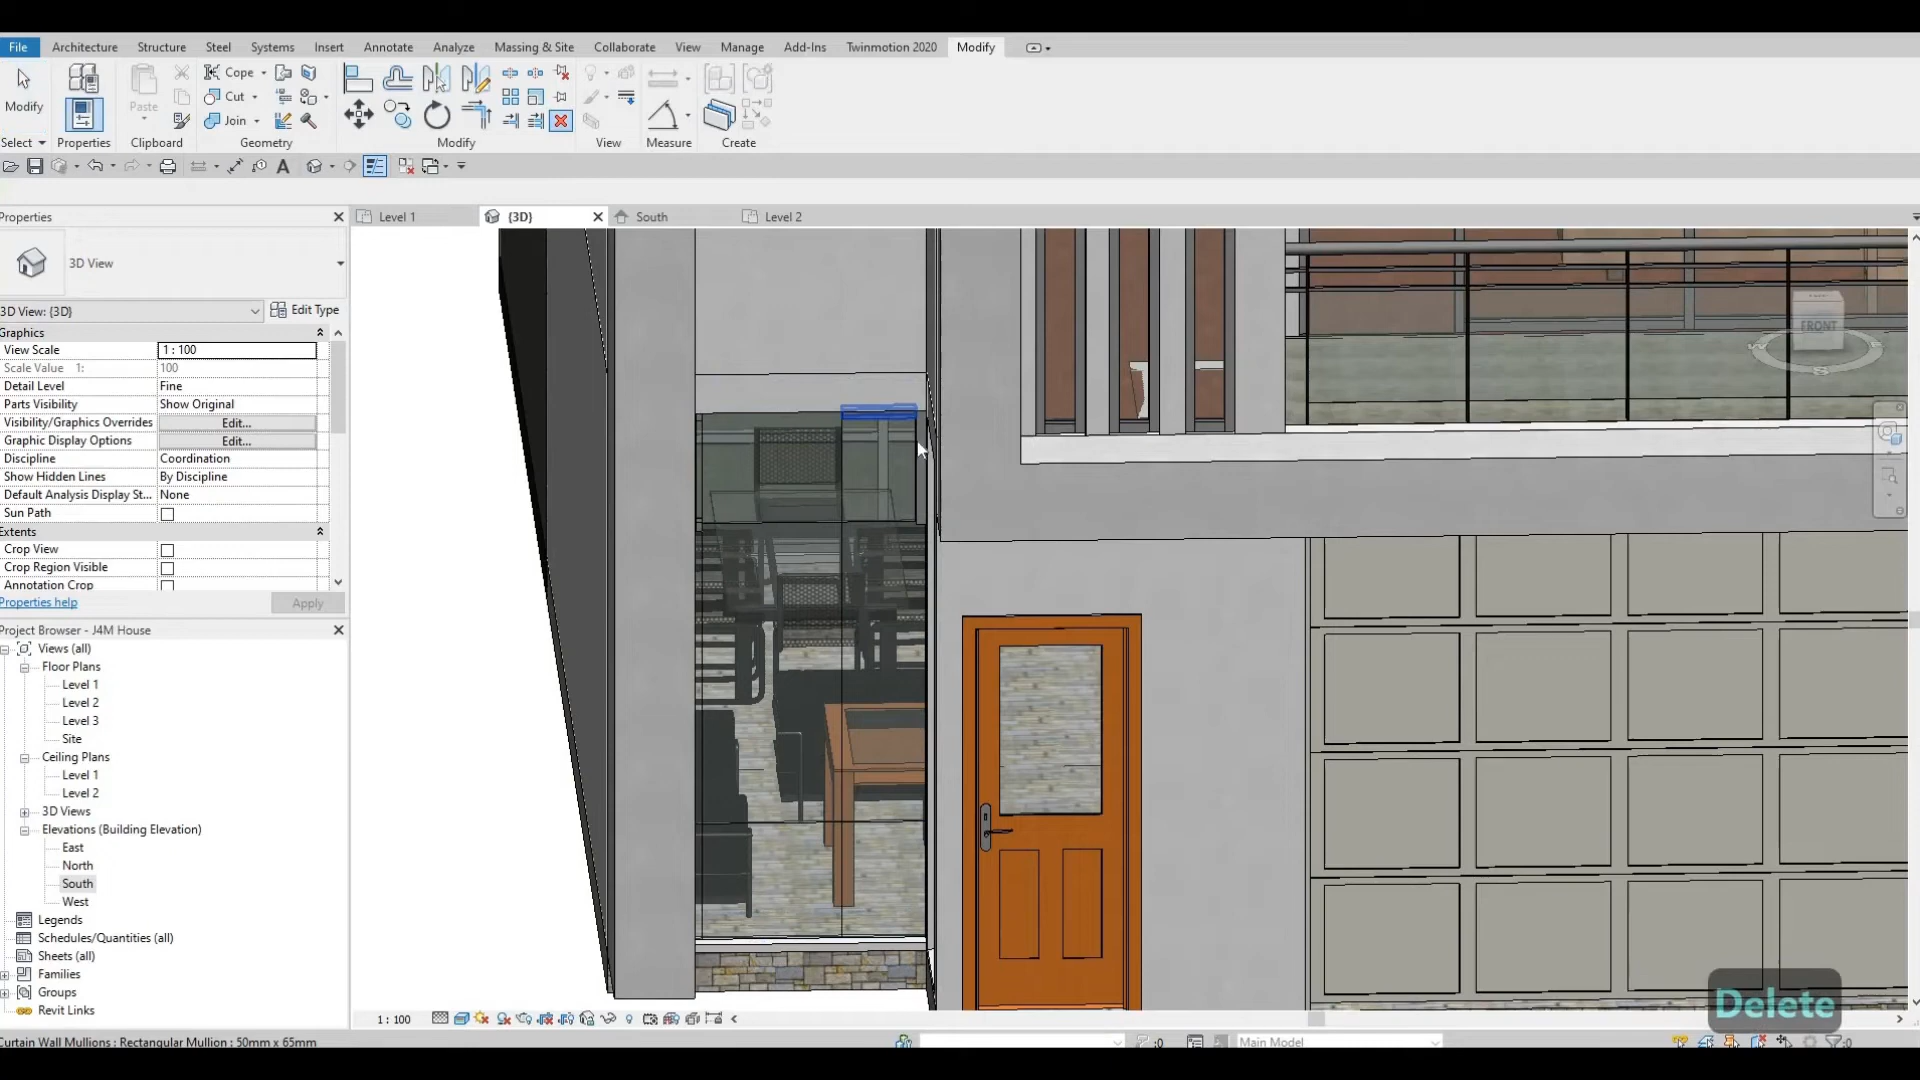 File Architecture Structure Steel Systems Insert Annotate Analyze Massing & Site Collaborate View Manage Add-Ins Twinmotion 2020 Modify
Modify Paste Cope Cut Join
Select Properties Clipboard Geometry Modify View Measure Create
A
Properties
Level 1 {3D} South Level 2
3D View
3D View: {3D} Edit Type
Graphics
View Scale 1 : 100
Scale Value 1: 100
Detail Level Fine
Parts Visibility Show Original
Visibility/Graphics Overrides Edit...
Graphic Display Options Edit...
Discipline Coordination
Show Hidden Lines By Discipline
Default Analysis Display St... None
Sun Path
Extents
Crop View
Crop Region Visible
Annotation Crop
Properties help Apply
Project Browser - J4M House
Views (all)
Floor Plans
Level 1
Level 2
Level 3
Site
Ceiling Plans
Level 1
Level 2
3D Views
Elevations (Building Elevation)
East
North
South
West
Legends
Schedules/Quantities (all)
Sheets (all)
Families
Groups
Revit Links
FRONT
Delete
1 : 100
Curtain Wall Mullions : Rectangular Mullion : 50mm x 65mm :0 Main Model :0